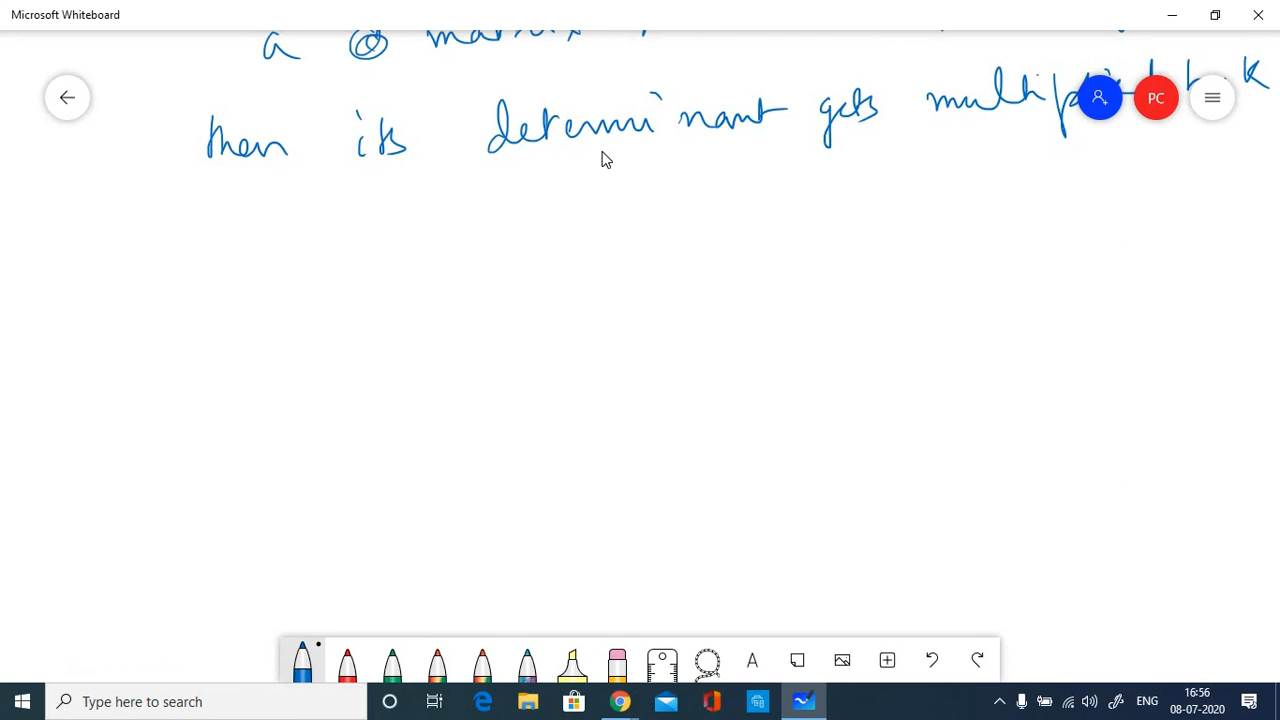 Microsoft Whiteboard
a matrix
then its determinant gets multiplied by K
PC
A
Type here to search
ENG
16:56
08-07-2020